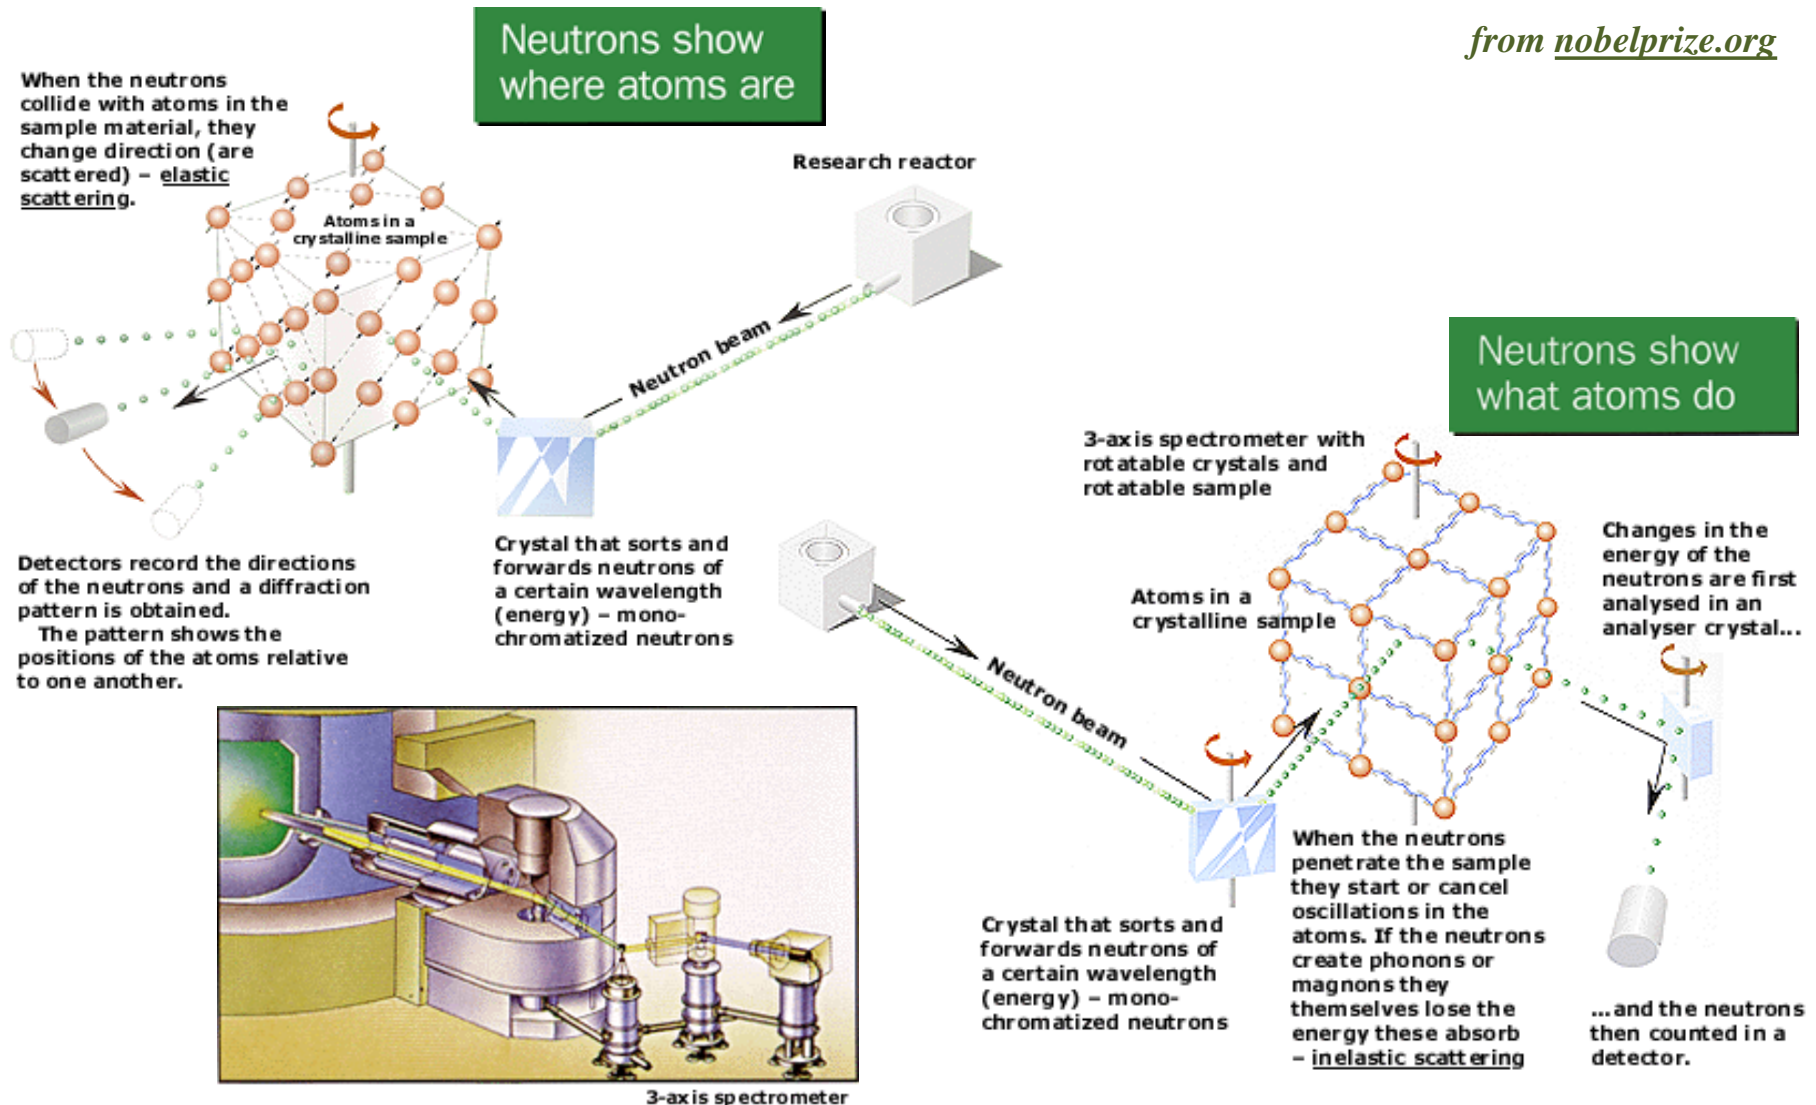 Neutrons show
where atoms are
from nobelprize.org
When the neutrons
collide with atoms in the
sample material, they
change direction (are
scattered) – elastic
scattering.
Atoms in a
crystalline sample
Research reactor
Neutron beam
Detectors record the directions
of the neutrons and a diffraction
pattern is obtained.
The pattern shows the
positions of the atoms relative
to one another.
Crystal that sorts and
forwards neutrons of
a certain wavelength
(energy) – mono-
chromatized neutrons
Neutrons show
what atoms do
3-axis spectrometer with
rotatable crystals and
rotatable sample
Atoms in a
crystalline sample
Changes in the
energy of the
neutrons are first
analysed in an
analyser crystal...
Neutron beam
Crystal that sorts and
forwards neutrons of
a certain wavelength
(energy) – mono-
chromatized neutrons
When the neutrons
penetrate the sample
they start or cancel
oscillations in the
atoms. If the neutrons
create phonons or
magnons they
themselves lose the
energy these absorb
– inelastic scattering
...and the neutrons
then counted in a
detector.
3-axis spectrometer